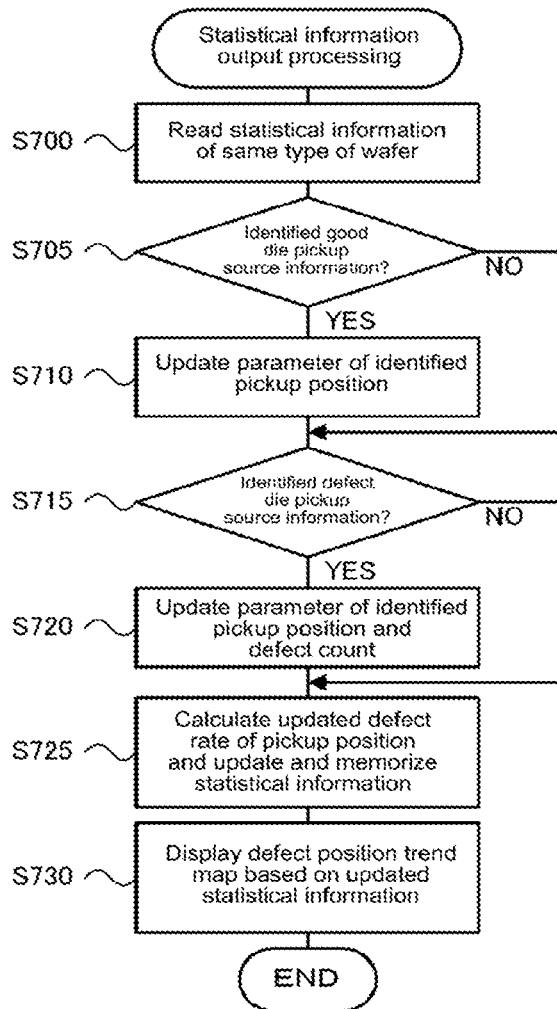 Statistical information
output processing
S700
Read statistical information
of same type of wafer
S705
Identified good
die pickup
source information?
NO
YES
S710
Update parameter of identified
pickup position
S715
Identified defect
die pickup
source information?
NO
YES
S720
Update parameter of identified
pickup position and
defect count
S725
Calculate updated defect
rate of pickup position
and update and memorize
statistical information
S730
Display defect position trend
map based on updated
statistical information
END